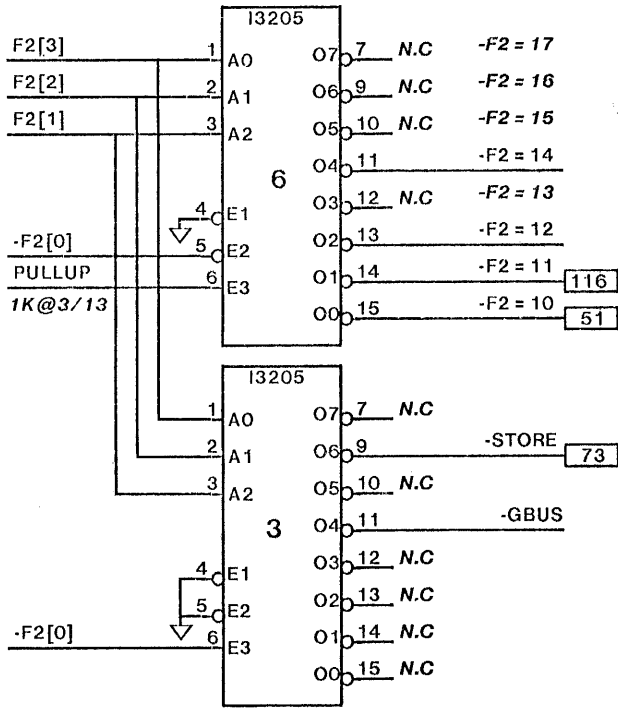 I3205
F2[3] 1 A0 O7 7 N.C -F2 = 17
F2[2] 2 A1 O6 9 N.C -F2 = 16
F2[1] 3 A2 O5 10 N.C -F2 = 15
O4 11 -F2 = 14
6
4 E1 O3 12 N.C -F2 = 13
-F2[0] 5 E2 O2 13 -F2 = 12
PULLUP 6 E3 O1 14 -F2 = 11 116
1K@3/13 O0 15 -F2 = 10 51
I3205
1 A0 O7 7 N.C
2 A1 O6 9 -STORE 73
3 A2 O5 10 N.C
3 O4 11 -GBUS
4 E1 O3 12 N.C
5 E2 O2 13 N.C
-F2[0] 6 E3 O1 14 N.C
O0 15 N.C